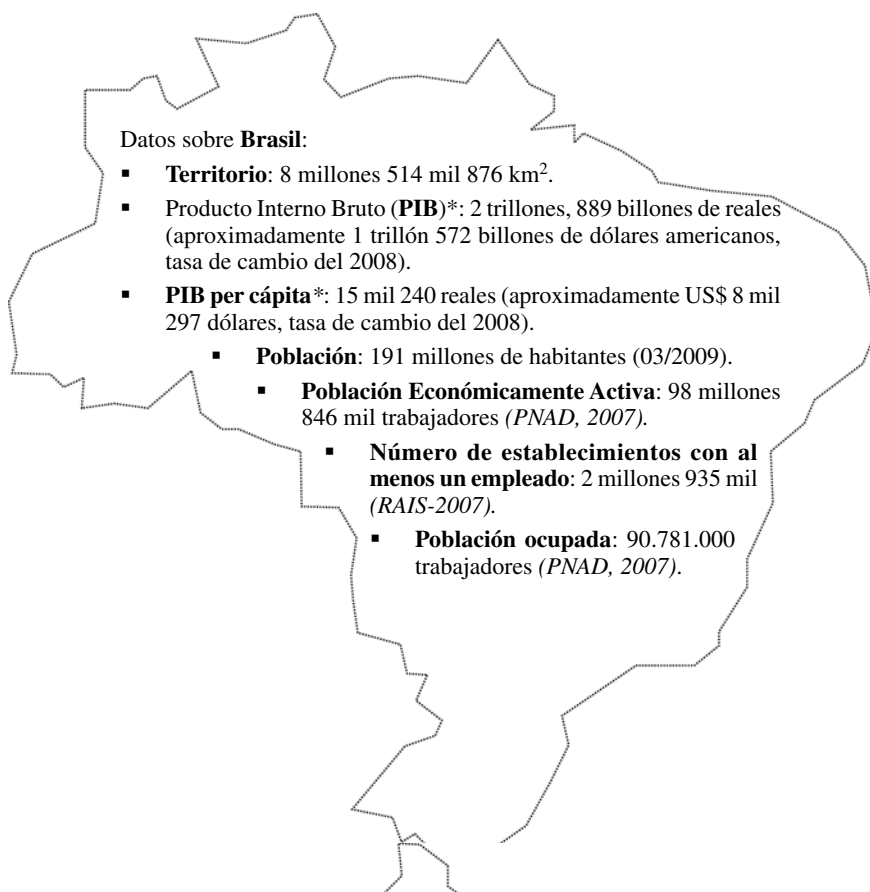 Datos sobre Brasil:
▪ Territorio: 8 millones 514 mil 876 km².
▪ Producto Interno Bruto (PIB)*: 2 trillones, 889 billones de reales
(aproximadamente 1 trillón 572 billones de dólares americanos,
tasa de cambio del 2008).
▪ PIB per cápita*: 15 mil 240 reales (aproximadamente US$ 8 mil
297 dólares, tasa de cambio del 2008).
▪ Población: 191 millones de habitantes (03/2009).
▪ Población Económicamente Activa: 98 millones
846 mil trabajadores (PNAD, 2007).
▪ Número de establecimientos con al
menos un empleado: 2 millones 935 mil
(RAIS-2007).
▪ Población ocupada: 90.781.000
trabajadores (PNAD, 2007).